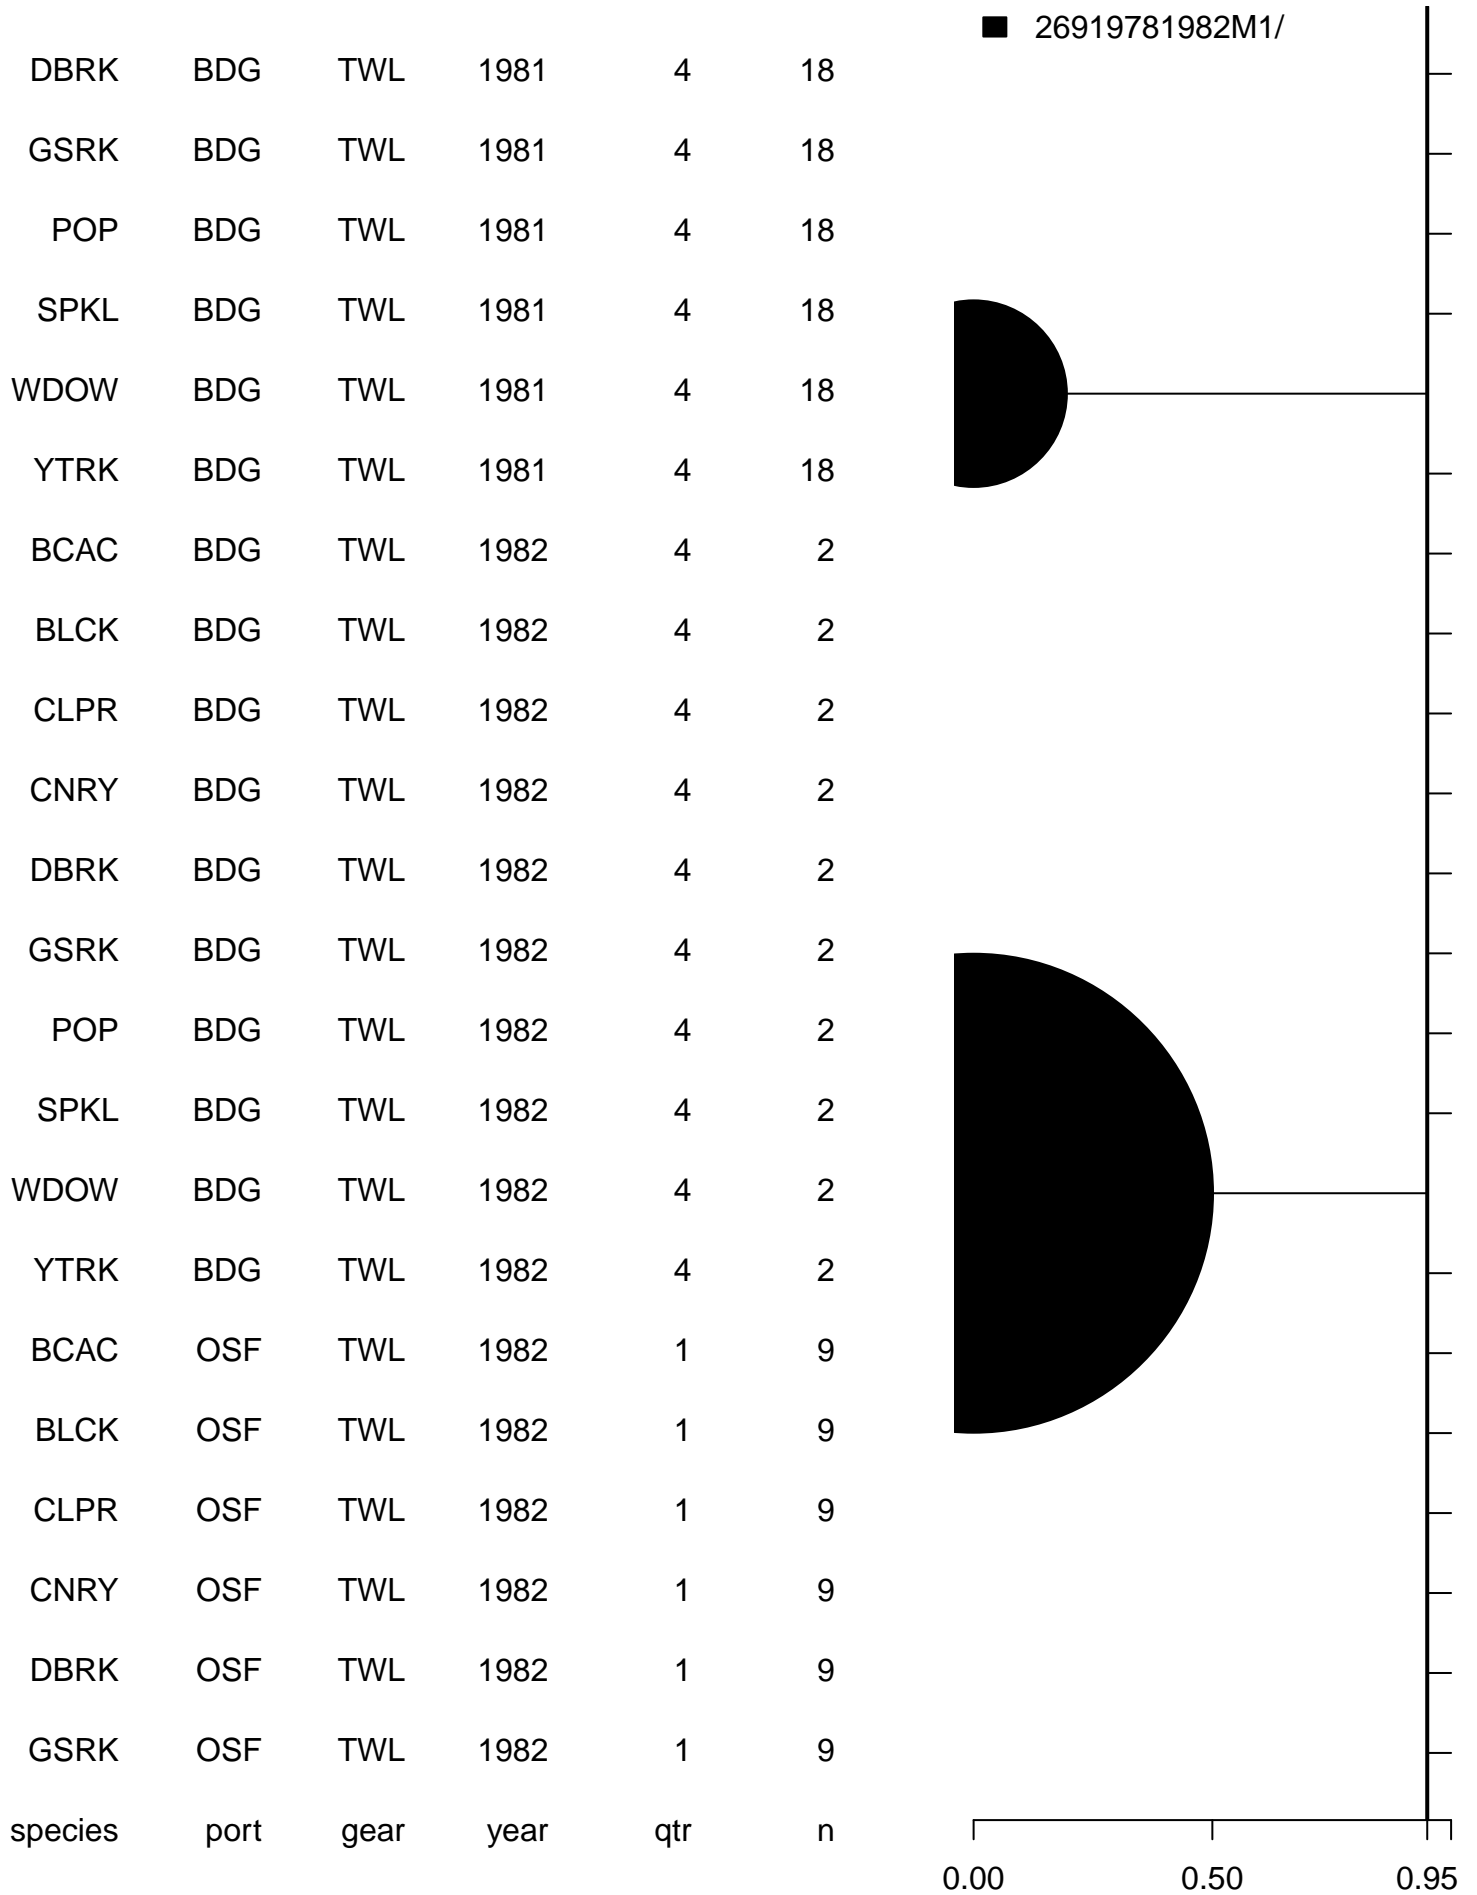 26919781982M1/
DBRK BDG TWL 1981 4 18
GSRK BDG TWL 1981 4 18
POP BDG TWL 1981 4 18
SPKL BDG TWL 1981 4 18
WDOW BDG TWL 1981 4 18
YTRK BDG TWL 1981 4 18
BCAC BDG TWL 1982 4 2
BLCK BDG TWL 1982 4 2
CLPR BDG TWL 1982 4 2
CNRY BDG TWL 1982 4 2
DBRK BDG TWL 1982 4 2
GSRK BDG TWL 1982 4 2
POP BDG TWL 1982 4 2
SPKL BDG TWL 1982 4 2
WDOW BDG TWL 1982 4 2
YTRK BDG TWL 1982 4 2
BCAC OSF TWL 1982 1 9
BLCK OSF TWL 1982 1 9
CLPR OSF TWL 1982 1 9
CNRY OSF TWL 1982 1 9
DBRK OSF TWL 1982 1 9
GSRK OSF TWL 1982 1 9
species port gear year qtr n
0.00 0.50 0.95